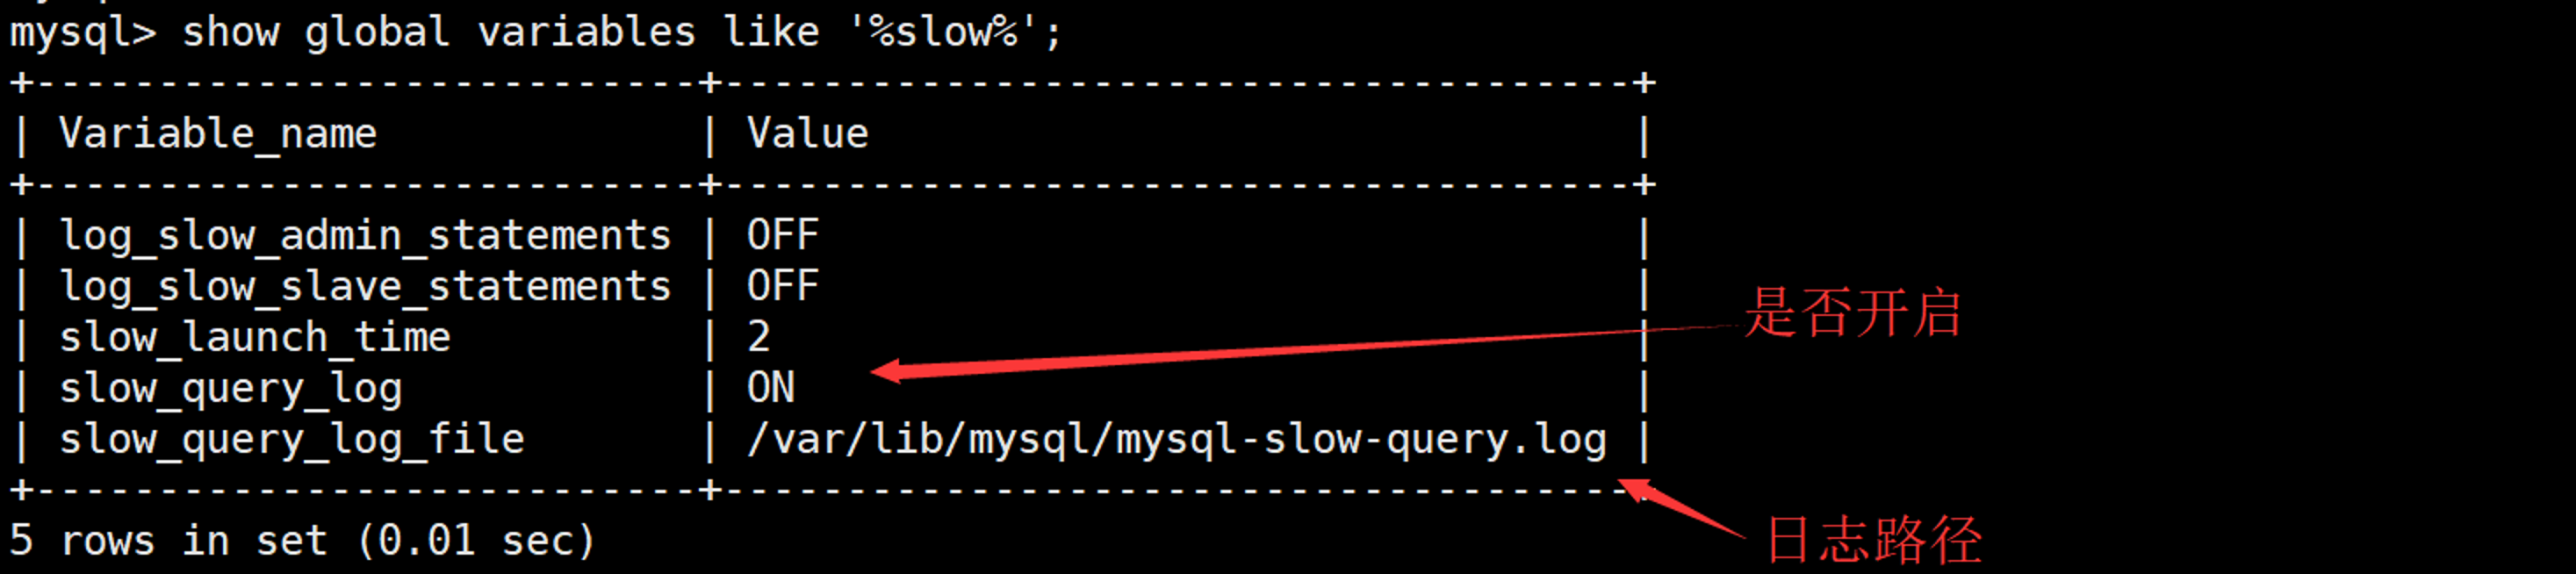 mysql> show global variables like '%slow%';
+---------------------------+-------------------------------------+
| Variable_name             | Value                               |
+---------------------------+-------------------------------------+
| log_slow_admin_statements | OFF                                 |
| log_slow_slave_statements | OFF                                 |
| slow_launch_time          | 2                                   |
是否开启
| slow_query_log            | ON                                  |
| slow_query_log_file       | /var/lib/mysql/mysql-slow-query.log |
+---------------------------+-------------------------------------+
5 rows in set (0.01 sec)
日志路径